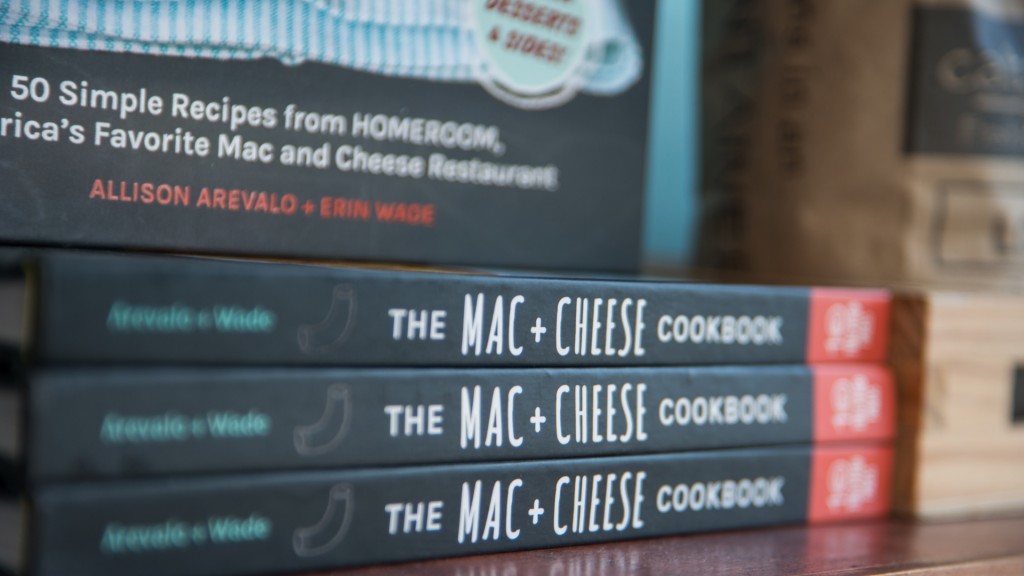 DESSERTS
& SIDES!
50 Simple Recipes from HOMEROOM,
rica's Favorite Mac and Cheese Restaurant
ALLISON AREVALO + ERIN WADE
Arevalo + Wade THE MAC + CHEESE COOKBOOK
Arevalo + Wade THE MAC + CHEESE COOKBOOK
Arevalo + Wade THE MAC + CHEESE COOKBOOK